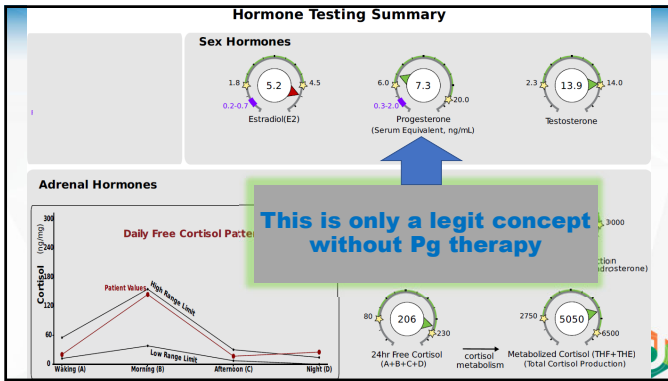 Hormone Testing Summary
Sex Hormones
5.2
1.8
4.5
0.2-0.7
Estradiol(E2)
7.3
6.0
20.0
0.3-2.0
Progesterone
(Serum Equivalent, ng/mL)
13.9
2.3
14.0
Testosterone
Adrenal Hormones
This is only a legit concept
without Pg therapy
Daily Free Cortisol Patte
Cortisol (ng/mg)
300
240
180
120
60
0
Patient Values
High Range Limit
Low Range Limit
Waking (A)
Morning (B)
Afternoon (C)
Night (D)
3000
ction
drosterone)
206
80
230
24hr Free Cortisol
(A+B+C+D)
cortisol
metabolism
5050
2750
6500
Metabolized Cortisol (THF+THE)
(Total Cortisol Production)